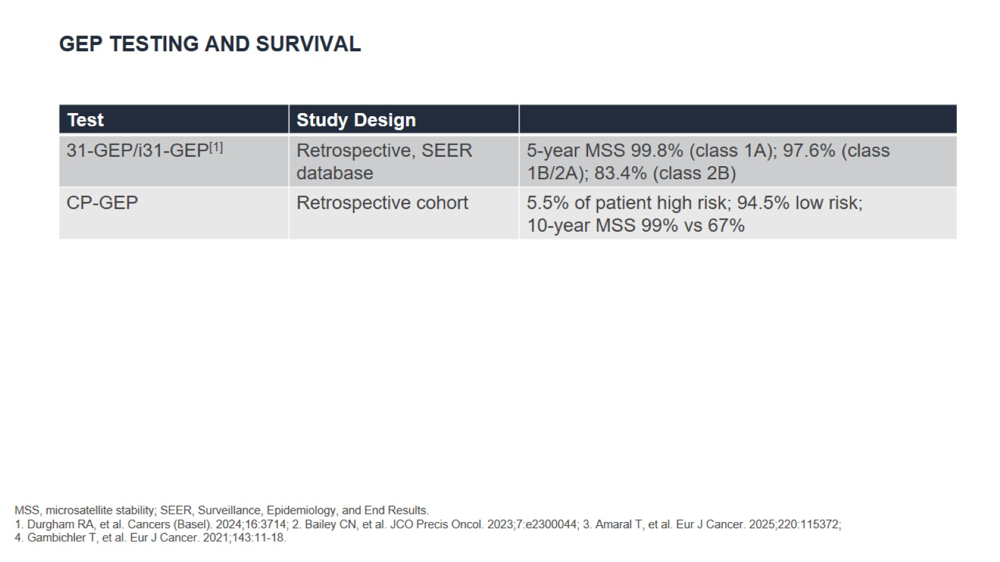 GEP TESTING AND SURVIVAL
Test
Study Design
31-GEP/i31-GEP[1]
Retrospective, SEER
database
5-year MSS 99.8% (class 1A); 97.6% (class
1B/2A); 83.4% (class 2B)
CP-GEP
Retrospective cohort
5.5% of patient high risk; 94.5% low risk;
10-year MSS 99% vs 67%
MSS, microsatellite stability; SEER, Surveillance, Epidemiology, and End Results.
1. Durgham RA, et al. Cancers (Basel). 2024;16:3714; 2. Bailey CN, et al. JCO Precis Oncol. 2023;7:e2300044; 3. Amaral T, et al. Eur J Cancer. 2025;220:115372;
4. Gambichler T, et al. Eur J Cancer. 2021;143:11-18.